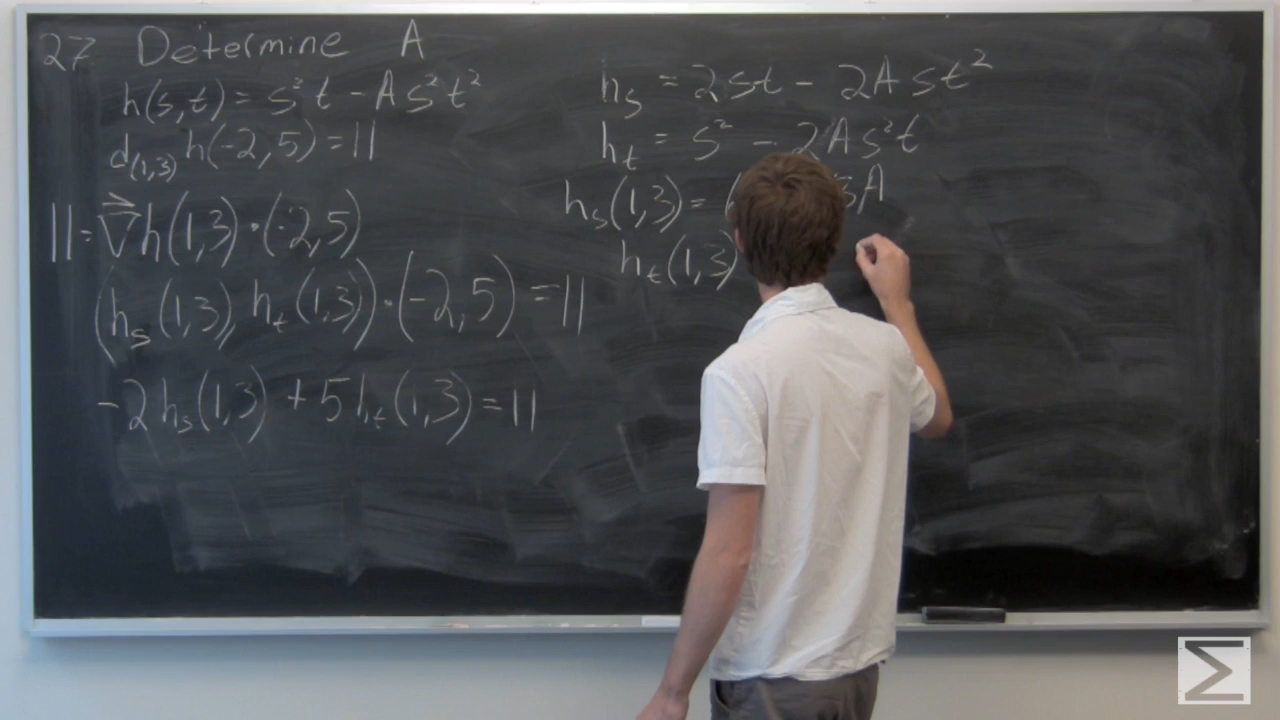 27 Determine A
h(s,t) = s²t - As²t²
d₍₁,₃₎h(-2,5) = 11
11 = ∇⃗h(1,3)·(-2,5)
(hₛ(1,3), hₜ(1,3))·(-2,5) = 11
-2hₛ(1,3) + 5hₜ(1,3) = 11
hₛ = 2st - 2Ast²
hₜ = s² - 2As²t
hₛ(1,3) = A
hₜ(1,3)
Σ